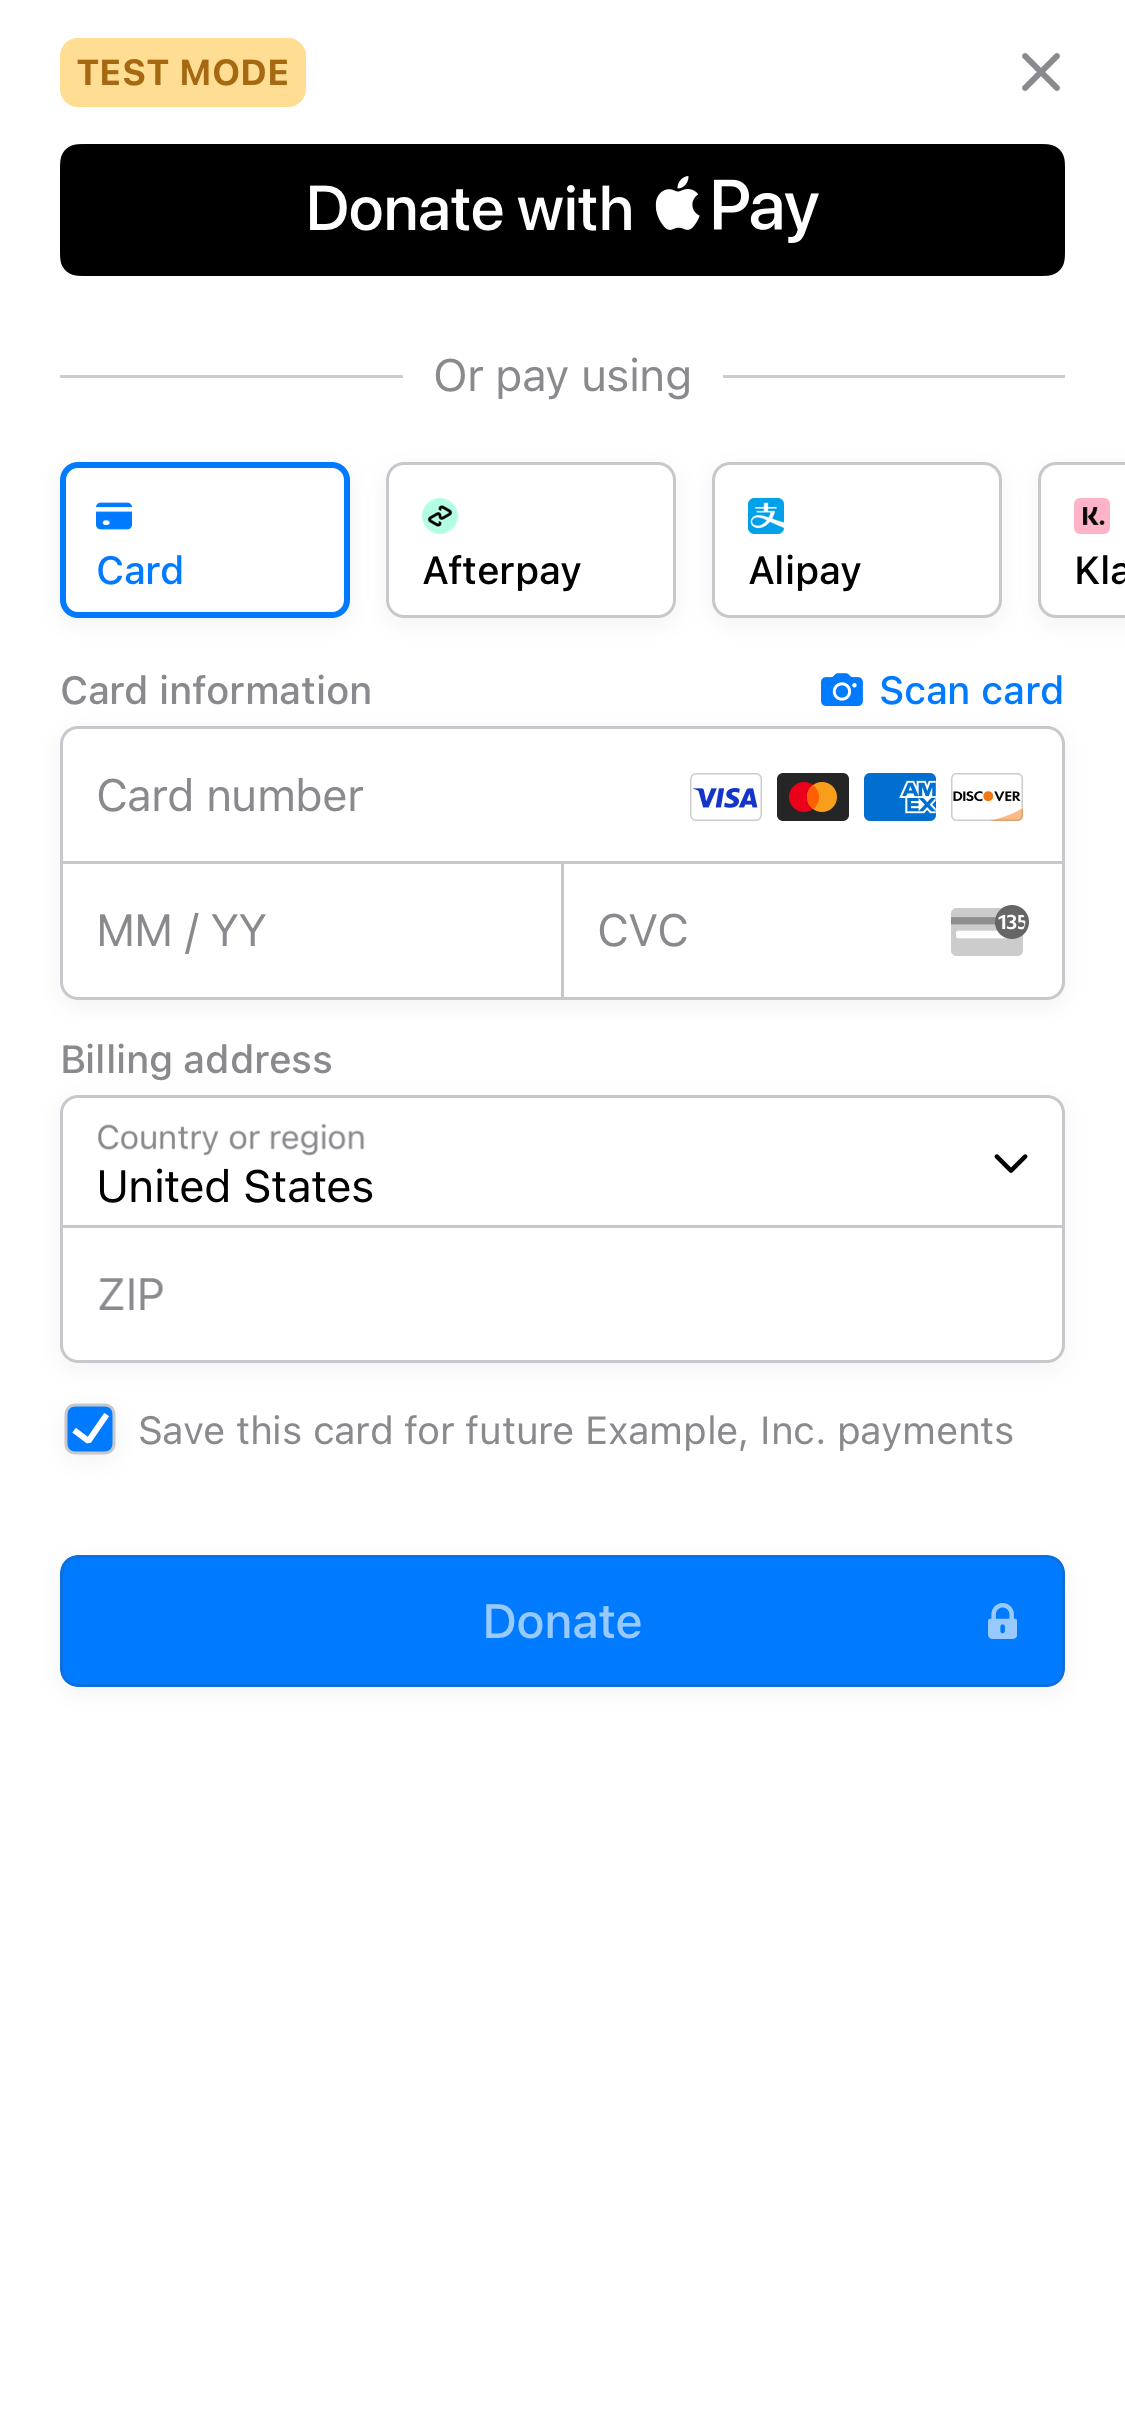 TEST MODE
Donate with Pay
Or pay using
Card
Afterpay
支
Alipay
K.
Kla
Card information
Scan card
Card number
VISA
AM
EX
DISCOVER
MM / YY
CVC
135
Billing address
Country or region
United States
ZIP
Save this card for future Example, Inc. payments
Donate